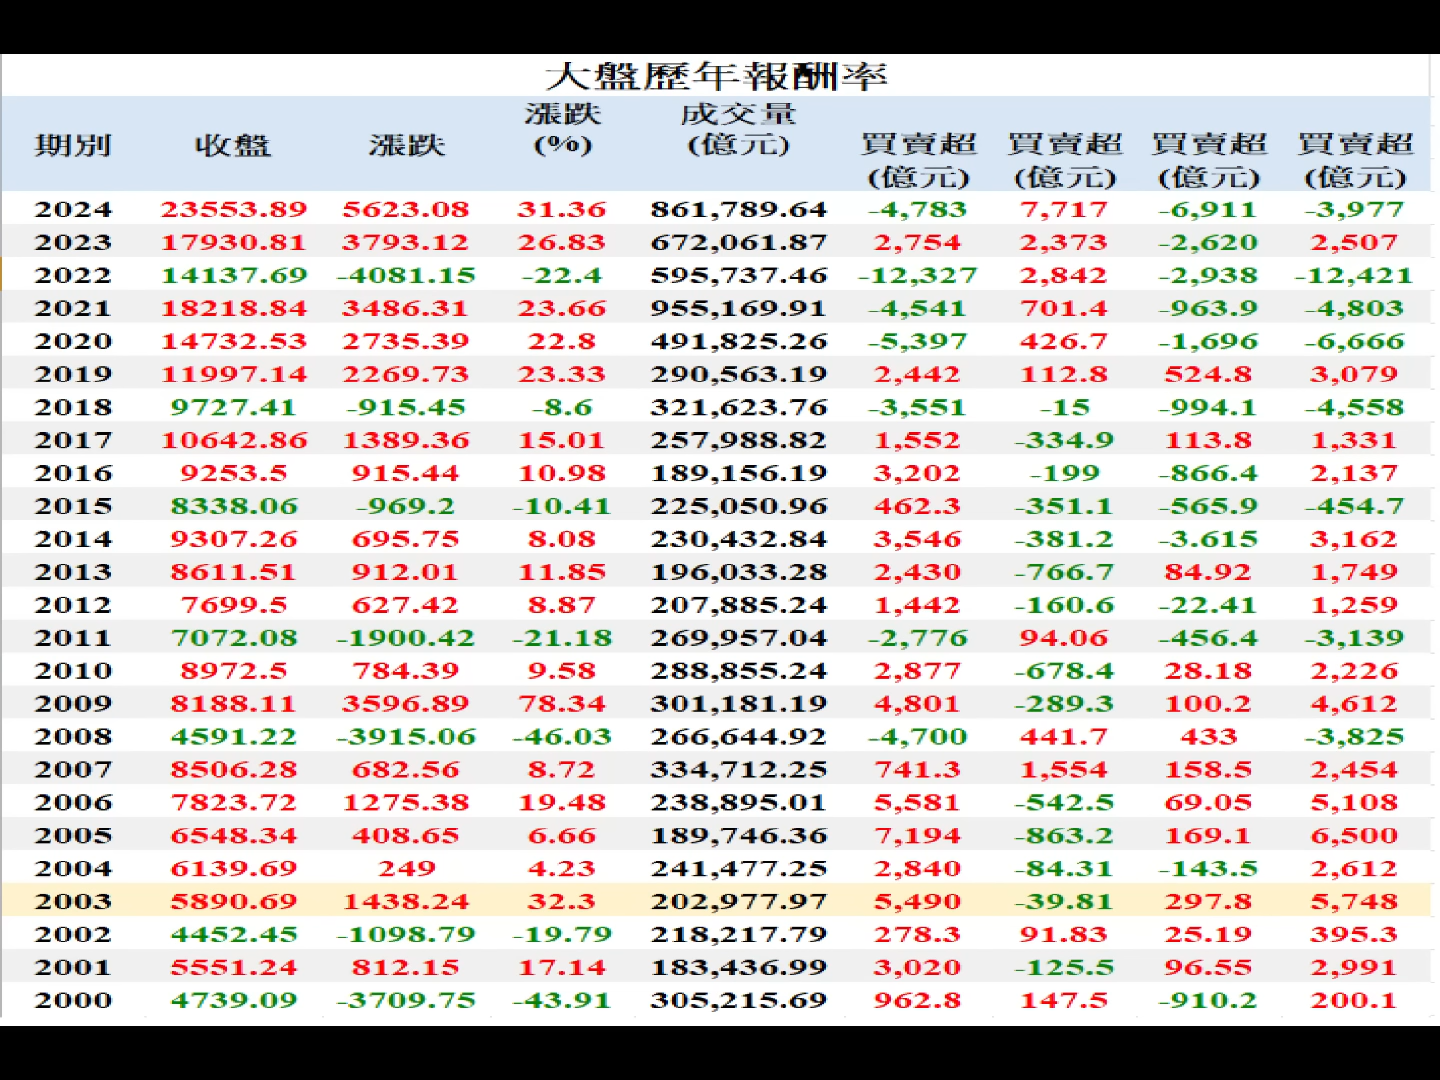 大盤歷年報酬率
期別 收盤 漲跌 漲跌(%) 成交量(億元) 買賣超(億元) 買賣超(億元) 買賣超(億元) 買賣超(億元)
2024 23553.89 5623.08 31.36 861,789.64 -4,783 7,717 -6,911 -3,977
2023 17930.81 3793.12 26.83 672,061.87 2,754 2,373 -2,620 2,507
2022 14137.69 -4081.15 -22.4 595,737.46 -12,327 2,842 -2,938 -12,421
2021 18218.84 3486.31 23.66 955,169.91 -4,541 701.4 -963.9 -4,803
2020 14732.53 2735.39 22.8 491,825.26 -5,397 426.7 -1,696 -6,666
2019 11997.14 2269.73 23.33 290,563.19 2,442 112.8 524.8 3,079
2018 9727.41 -915.45 -8.6 321,623.76 -3,551 -15 -994.1 -4,558
2017 10642.86 1389.36 15.01 257,988.82 1,552 -334.9 113.8 1,331
2016 9253.5 915.44 10.98 189,156.19 3,202 -199 -866.4 2,137
2015 8338.06 -969.2 -10.41 225,050.96 462.3 -351.1 -565.9 -454.7
2014 9307.26 695.75 8.08 230,432.84 3,546 -381.2 -3.615 3,162
2013 8611.51 912.01 11.85 196,033.28 2,430 -766.7 84.92 1,749
2012 7699.5 627.42 8.87 207,885.24 1,442 -160.6 -22.41 1,259
2011 7072.08 -1900.42 -21.18 269,957.04 -2,776 94.06 -456.4 -3,139
2010 8972.5 784.39 9.58 288,855.24 2,877 -678.4 28.18 2,226
2009 8188.11 3596.89 78.34 301,181.19 4,801 -289.3 100.2 4,612
2008 4591.22 -3915.06 -46.03 266,644.92 -4,700 441.7 433 -3,825
2007 8506.28 682.56 8.72 334,712.25 741.3 1,554 158.5 2,454
2006 7823.72 1275.38 19.48 238,895.01 5,581 -542.5 69.05 5,108
2005 6548.34 408.65 6.66 189,746.36 7,194 -863.2 169.1 6,500
2004 6139.69 249 4.23 241,477.25 2,840 -84.31 -143.5 2,612
2003 5890.69 1438.24 32.3 202,977.97 5,490 -39.81 297.8 5,748
2002 4452.45 -1098.79 -19.79 218,217.79 278.3 91.83 25.19 395.3
2001 5551.24 812.15 17.14 183,436.99 3,020 -125.5 96.55 2,991
2000 4739.09 -3709.75 -43.91 305,215.69 962.8 147.5 -910.2 200.1